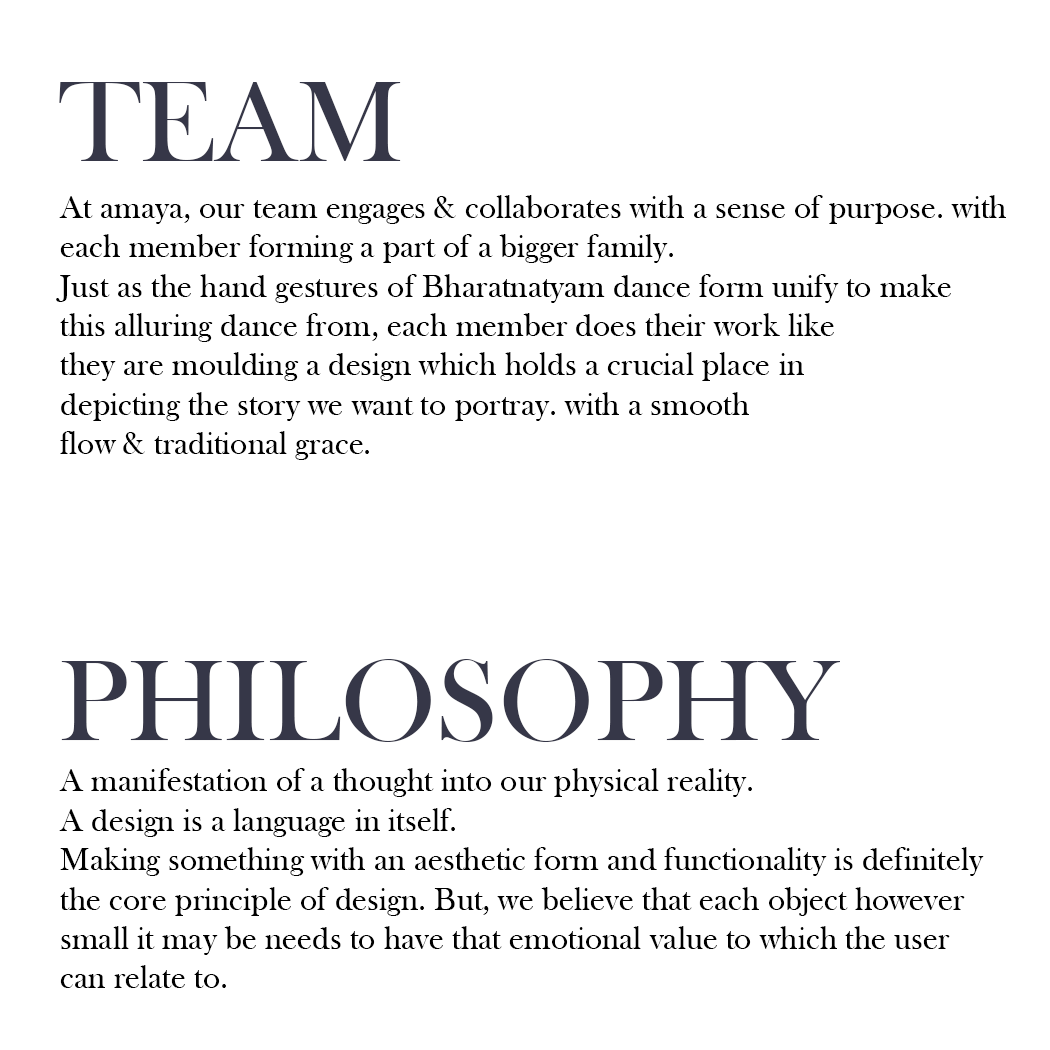 TEAM
At amaya, our team engages & collaborates with a sense of purpose. with
each member forming a part of a bigger family.
Just as the hand gestures of Bharatnatyam dance form unify to make
this alluring dance from, each member does their work like
they are moulding a design which holds a crucial place in
depicting the story we want to portray. with a smooth
flow & traditional grace.
PHILOSOPHY
A manifestation of a thought into our physical reality.
A design is a language in itself.
Making something with an aesthetic form and functionality is definitely
the core principle of design. But, we believe that each object however
small it may be needs to have that emotional value to which the user
can relate to.